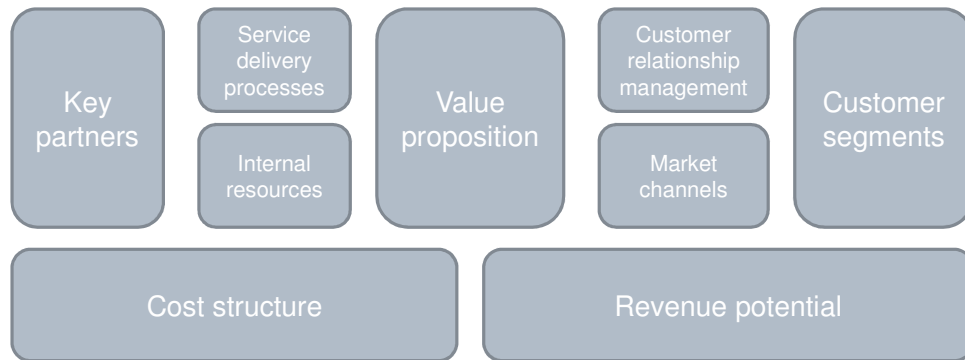 Key
partners
Service
delivery
processes
Internal
resources
Value
proposition
Customer
relationship
management
Market
channels
Customer
segments
Cost structure
Revenue potential